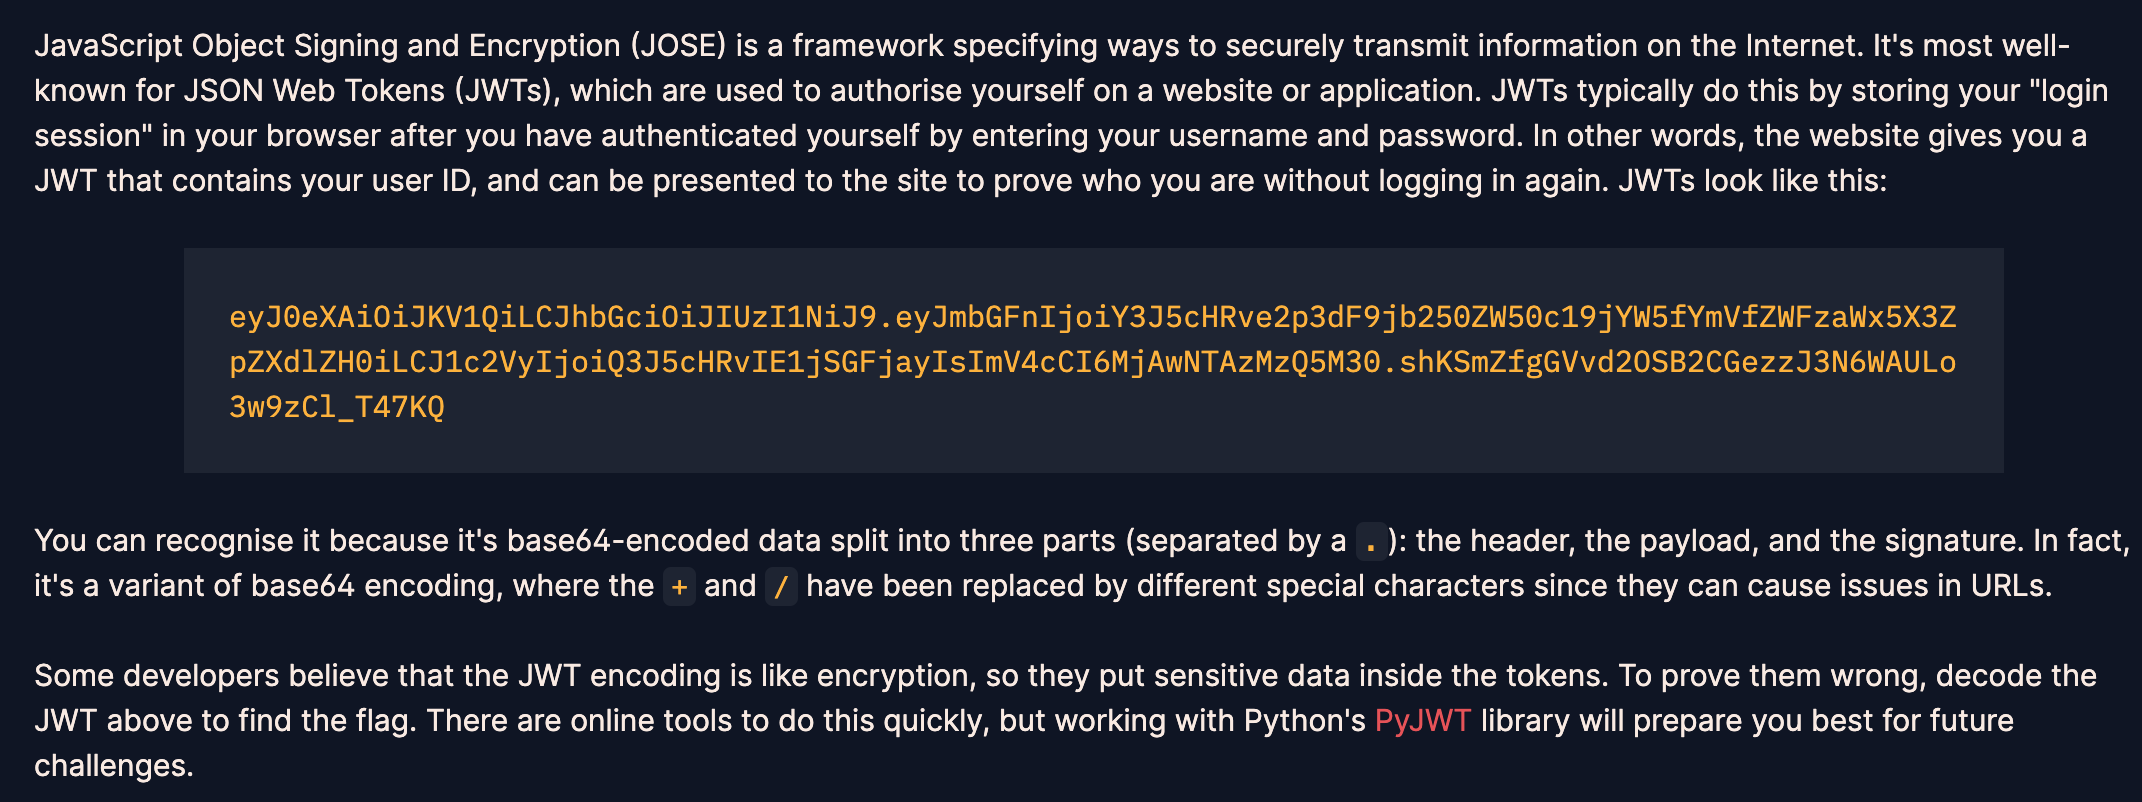 JavaScript Object Signing and Encryption (JOSE) is a framework specifying ways to securely transmit information on the Internet. It's most well-
known for JSON Web Tokens (JWTs), which are used to authorise yourself on a website or application. JWTs typically do this by storing your "login
session" in your browser after you have authenticated yourself by entering your username and password. In other words, the website gives you a
JWT that contains your user ID, and can be presented to the site to prove who you are without logging in again. JWTs look like this:
eyJ0eXAiOiJKV1QiLCJhbGciOiJIUzI1NiJ9.eyJmbGFnIjoiY3J5cHRve2p3dF9jb250ZW50c19jYW5fYmVfZWFzaWx5X3Z
pZXdlZH0iLCJ1c2VyIjoiQ3J5cHRvIE1jSGFjayIsImV4cCI6MjAwNTAzMzQ5M30.shKSmZfgGVvd2OSB2CGezzJ3N6WAULo
3w9zCl_T47KQ
You can recognise it because it's base64-encoded data split into three parts (separated by a . ): the header, the payload, and the signature. In fact,
it's a variant of base64 encoding, where the + and / have been replaced by different special characters since they can cause issues in URLs.
Some developers believe that the JWT encoding is like encryption, so they put sensitive data inside the tokens. To prove them wrong, decode the
JWT above to find the flag. There are online tools to do this quickly, but working with Python's PyJWT library will prepare you best for future
challenges.